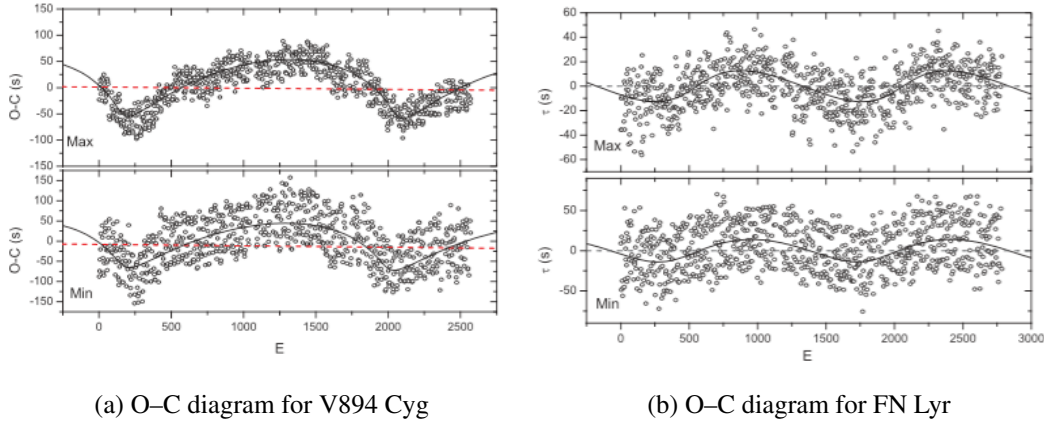 150
100
50
0
-50
-100
-150
O-C (s)
Max
150
100
50
0
-50
-100
-150
O-C (s)
Min
0 500 1000 1500 2000 2500
E
(a) O–C diagram for V894 Cyg
60
40
20
0
-20
-40
-60
τ (s)
Max
50
0
-50
τ (s)
Min
0 500 1000 1500 2000 2500 3000
E
(b) O–C diagram for FN Lyr